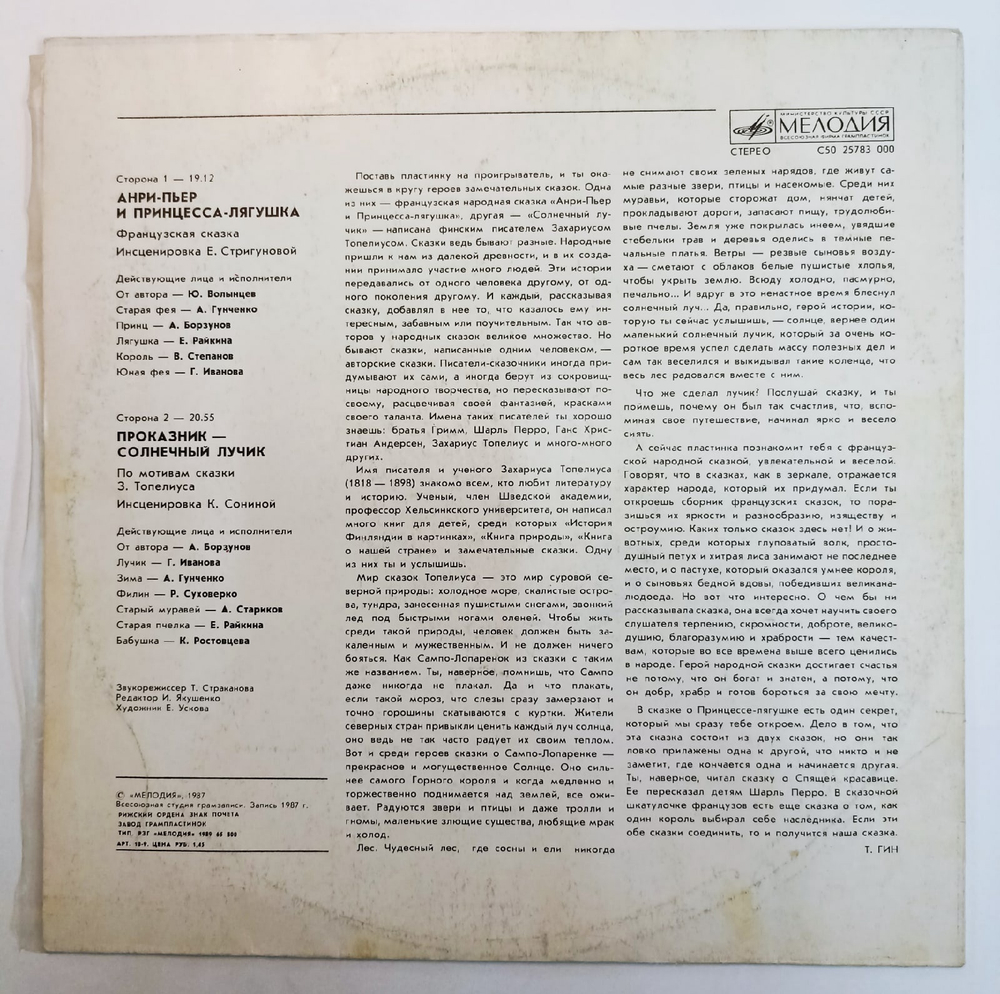 МИНИСТЕРСТВО КУЛЬТУРЫ СССР
МЕЛОДИЯ
ВСЕСОЮЗНАЯ ФИРМА ГРАМПЛАСТИНОК
СТЕРЕО С50 25783 000
Сторона 1 — 19.12
АНРИ-ПЬЕР
И ПРИНЦЕССА-ЛЯГУШКА
Французская сказка
Инсценировка Е. Стригуновой
Действующие лица и исполнители
От автора — Ю. Волынцев
Старая фея — А. Гунченко
Принц — А. Борзунов
Лягушка — Е. Райкина
Король — В. Степанов
Юная фея — Г. Иванова
Сторона 2 — 20.55
ПРОКАЗНИК —
СОЛНЕЧНЫЙ ЛУЧИК
По мотивам сказки
З. Топелиуса
Инсценировка К. Сониной
Действующие лица и исполнители
От автора — А. Борзунов
Лучик — Г. Иванова
Зима — А. Гунченко
Филин — Р. Суховерко
Старый муравей — А. Стариков
Старая пчелка — Е. Райкина
Бабушка — К. Ростовцева
Звукорежиссер Т. Страканова
Редактор И. Якушенко
Художник Е. Ускова
© «МЕЛОДИЯ», 1987
Всесоюзная студия грамзаписи. Запись 1987 г.
РИЖСКИЙ ОРДЕНА ЗНАК ПОЧЕТА
ЗАВОД ГРАМПЛАСТИНОК
ТИП. РЗГ «МЕЛОДИЯ» 1989 65 500
АРТ. 18-9. ЦЕНА РУБ. 1,45
Поставь пластинку на проигрыватель, и ты ока-
жешься в кругу героев замечательных сказок. Одна
из них — французская народная сказка «Анри-Пьер
и Принцесса-лягушка», другая — «Солнечный лу-
чик» — написана финским писателем Захариусом
Топелиусом. Сказки ведь бывают разные. Народные
пришли к нам из далекой древности, и в их созда-
нии принимало участие много людей. Эти истории
передавались от одного человека другому, от од-
ного поколения другому. И каждый, рассказывая
сказку, добавлял в нее то, что казалось ему ин-
тересным, забавным или поучительным. Так что ав-
торов у народных сказок великое множество. Но
бывают сказки, написанные одним человеком, —
авторские сказки. Писатели-сказочники иногда при-
думывают их сами, а иногда берут из сокровищ-
ницы народного творчества, но пересказывают по-
своему, расцвечивая своей фантазией, красками
своего таланта. Имена таких писателей ты хорошо
знаешь: братья Гримм, Шарль Перро, Ганс Хрис-
тиан Андерсен, Захариус Топелиус и много-много
других.
Имя писателя и ученого Захариуса Топелиуса
(1818 — 1898) знакомо всем, кто любит литературу
и историю. Ученый, член Шведской академии,
профессор Хельсинкского университета, он написал
много книг для детей, среди которых «История
Финляндии в картинках», «Книга природы», «Книга
о нашей стране» и замечательные сказки. Одну
из них ты и услышишь.
Мир сказок Топелиуса — это мир суровой се-
верной природы: холодное море, скалистые остро-
ва, тундра, занесенная пушистыми снегами, звонкий
лед под быстрыми ногами оленей. Чтобы жить
среди такой природы, человек должен быть за-
каленным и мужественным. И не должен ничего
бояться. Как Сампо-Лопаренок из сказки с таким
же названием. Ты, наверное, помнишь, что Сампо
даже никогда не плакал. Да и что плакать,
если такой мороз, что слезы сразу замерзают и
точно горошины скатываются с куртки. Жители
северных стран привыкли ценить каждый луч солнца,
оно ведь не так часто радует их своим теплом.
Вот и среди героев сказки о Сампо-Лопаренке —
прекрасное и могущественное Солнце. Оно силь-
нее самого Горного короля и когда медленно и
торжественно поднимается над землей, все ожи-
вает. Радуются звери и птицы и даже тролли и
гномы, маленькие злющие существа, любящие мрак
и холод.
Лес. Чудесный лес, где сосны и ели никогда
не снимают своих зеленых нарядов, где живут са-
мые разные звери, птицы и насекомые. Среди них
муравьи, которые сторожат дом, нянчат детей,
прокладывают дороги, запасают пищу, трудолюби-
вые пчелы. Земля уже покрылась инеем, увядшие
стебельки трав и деревья оделись в темные пе-
чальные платья. Ветры — резвые сыновья возду-
ха — сметают с облаков белые пушистые хлопья,
чтобы укрыть землю. Всюду холодно, пасмурно,
печально... И вдруг в это ненастное время блеснул
солнечный луч... Да, правильно, герой истории, ко-
торую ты сейчас услышишь, — солнце, вернее один
маленький солнечный лучик, который за очень ко-
роткое время успел сделать массу полезных дел и
сам так веселился и выкидывал такие коленца, что
весь лес радовался вместе с ним.
Что же сделал лучик? Послушай сказку, и ты
поймешь, почему он был так счастлив, что, вспо-
миная свое путешествие, начинал ярко и весело
сиять.
А сейчас пластинка познакомит тебя с француз-
ской народной сказкой, увлекательной и веселой.
Говорят, что в сказках, как в зеркале, отражается
характер народа, который их придумал. Если ты
откроешь сборник французских сказок, то пора-
зишься их яркости и разнообразию, изяществу и
остроумию. Каких только сказок здесь нет! И о жи-
вотных, среди которых глуповатый волк, просто-
душный петух и хитрая лиса занимают не последнее
место, и о пастухе, который оказался умнее короля,
и о сыновьях бедной вдовы, победивших великана-
людоеда. Но вот что интересно. О чем бы ни
рассказывала сказка, она всегда хочет научить своего
слушателя терпению, скромности, доброте, велико-
душию, благоразумию и храбрости — тем качест-
вам, которые во все времена выше всего ценились
в народе. Герой народной сказки достигает счастья
не потому, что он богат и знатен, а потому, что
он добр, храбр и готов бороться за свою мечту.
В сказке о Принцессе-лягушке есть один секрет,
который мы сразу тебе откроем. Дело в том, что
эта сказка состоит из двух сказок, но они так
ловко прилажены одна к другой, что никто и не
заметит, где кончается одна и начинается другая.
Ты, наверное, читал сказку о Спящей красавице.
Ее пересказал детям Шарль Перро. В сказочной
шкатулочке французов есть еще сказка о том, как
один король выбирал себе наследника. Если эти
обе сказки соединить, то и получится наша сказка.
Т. ГИН